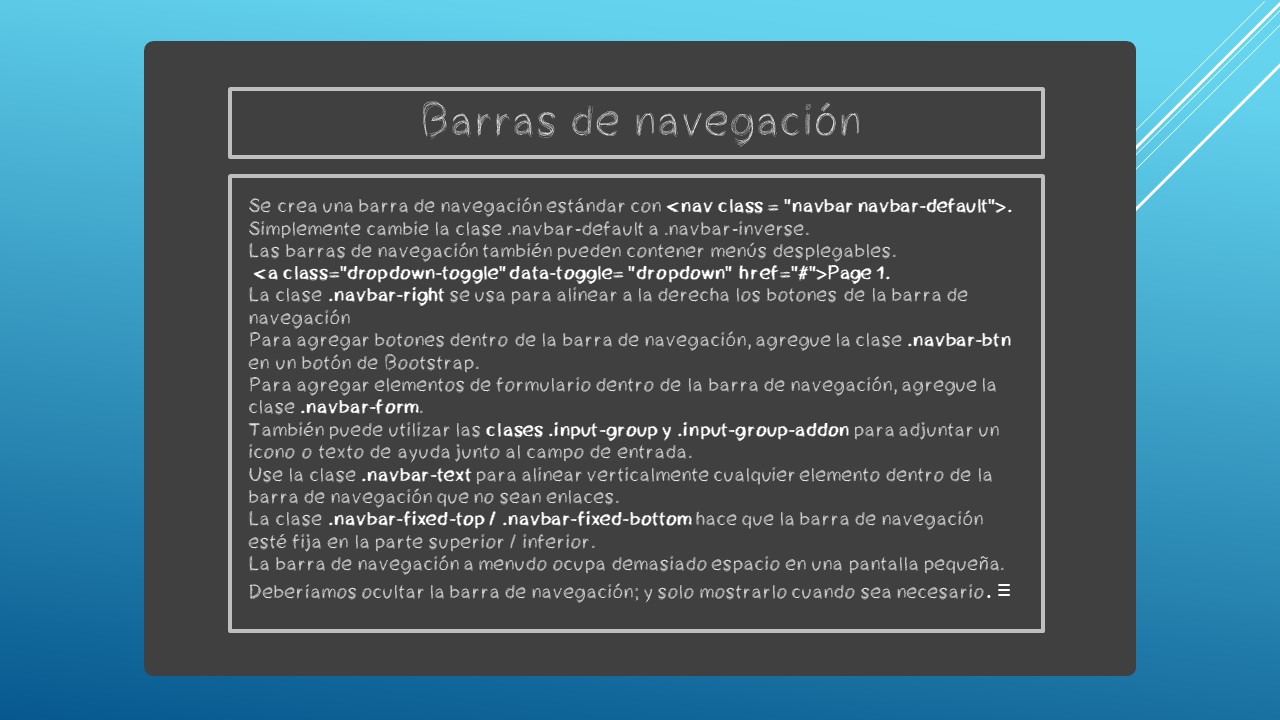 Barras de navegación
Se crea una barra de navegación estándar con <nav class = "navbar navbar-default">.
Simplemente cambie la clase .navbar-default a .navbar-inverse.
Las barras de navegación también pueden contener menús desplegables.
<a class="dropdown-toggle" data-toggle= "dropdown" href="#">Page 1.
La clase .navbar-right se usa para alinear a la derecha los botones de la barra de
navegación
Para agregar botones dentro de la barra de navegación, agregue la clase .navbar-btn
en un botón de Bootstrap.
Para agregar elementos de formulario dentro de la barra de navegación, agregue la
clase .navbar-form.
También puede utilizar las clases .input-group y .input-group-addon para adjuntar un
icono o texto de ayuda junto al campo de entrada.
Use la clase .navbar-text para alinear verticalmente cualquier elemento dentro de la
barra de navegación que no sean enlaces.
La clase .navbar-fixed-top / .navbar-fixed-bottom hace que la barra de navegación
esté fija en la parte superior / inferior.
La barra de navegación a menudo ocupa demasiado espacio en una pantalla pequeña.
Deberíamos ocultar la barra de navegación; y solo mostrarlo cuando sea necesario. ☰